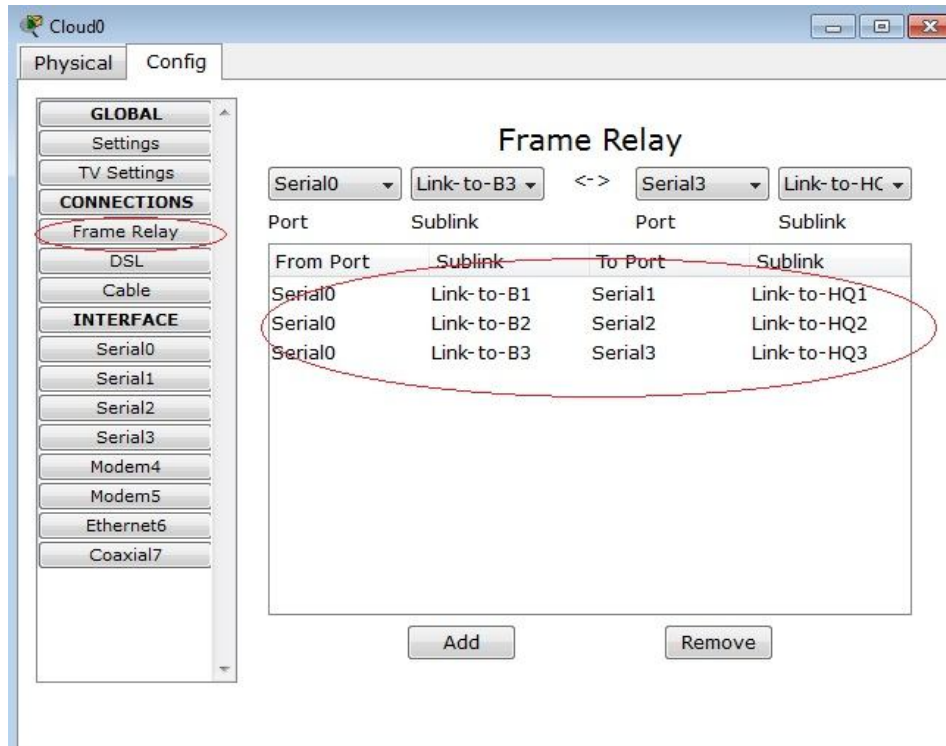 Cloud0
Physical Config
GLOBAL
Settings
TV Settings
CONNECTIONS
Frame Relay
DSL
Cable
INTERFACE
Serial0
Serial1
Serial2
Serial3
Modem4
Modem5
Ethernet6
Coaxial7
Frame Relay
Serial0 Link-to-B3 <-> Serial3 Link-to-HC
Port Sublink Port Sublink
From Port Sublink To Port Sublink
Serial0 Link-to-B1 Serial1 Link-to-HQ1
Serial0 Link-to-B2 Serial2 Link-to-HQ2
Serial0 Link-to-B3 Serial3 Link-to-HQ3
Add Remove